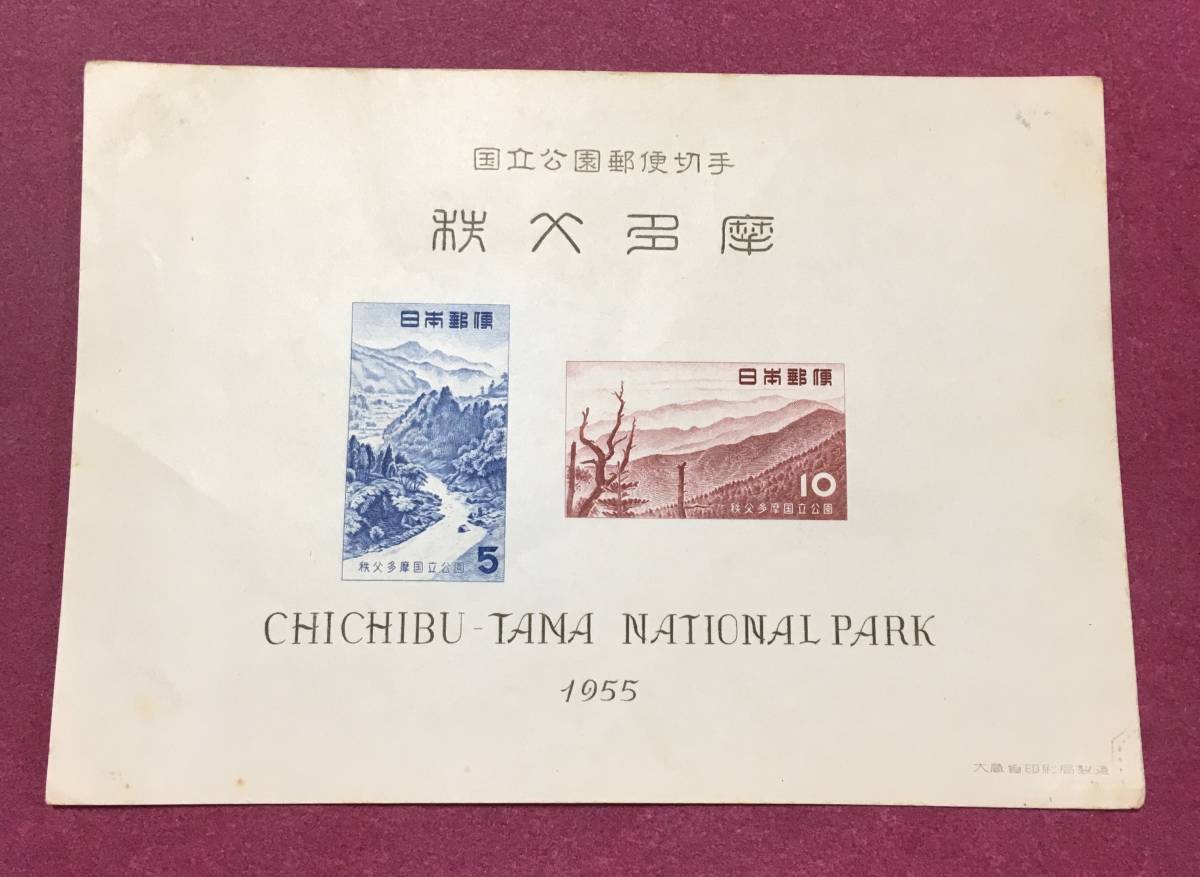 国立公園郵便切手
秩父多摩
日本郵便
秩父多摩国立公園
5
日本郵便
10
秩父多摩国立公園
CHICHIBU-TAMA NATIONAL PARK
1955
大蔵省印刷局製造